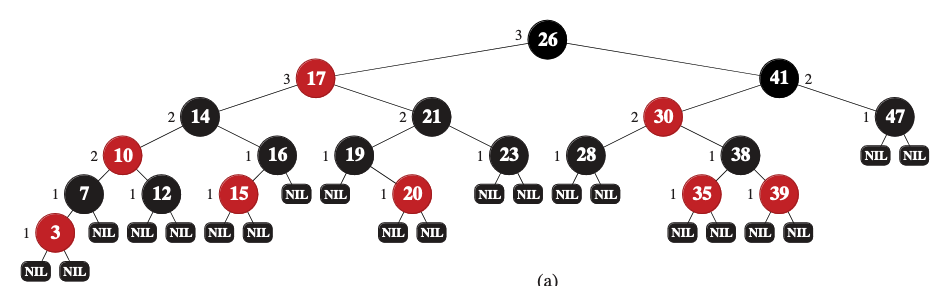 3 26
3 17 41 2
2 14 2 21 2 30 1 47
2 10 1 16 1 19 1 23 1 28 1 38 NIL NIL
1 7 1 12 1 15 NIL NIL 1 20 NIL NIL NIL NIL 1 35 1 39
1 3 NIL NIL NIL NIL NIL NIL NIL NIL NIL NIL NIL NIL
NIL NIL
(a)